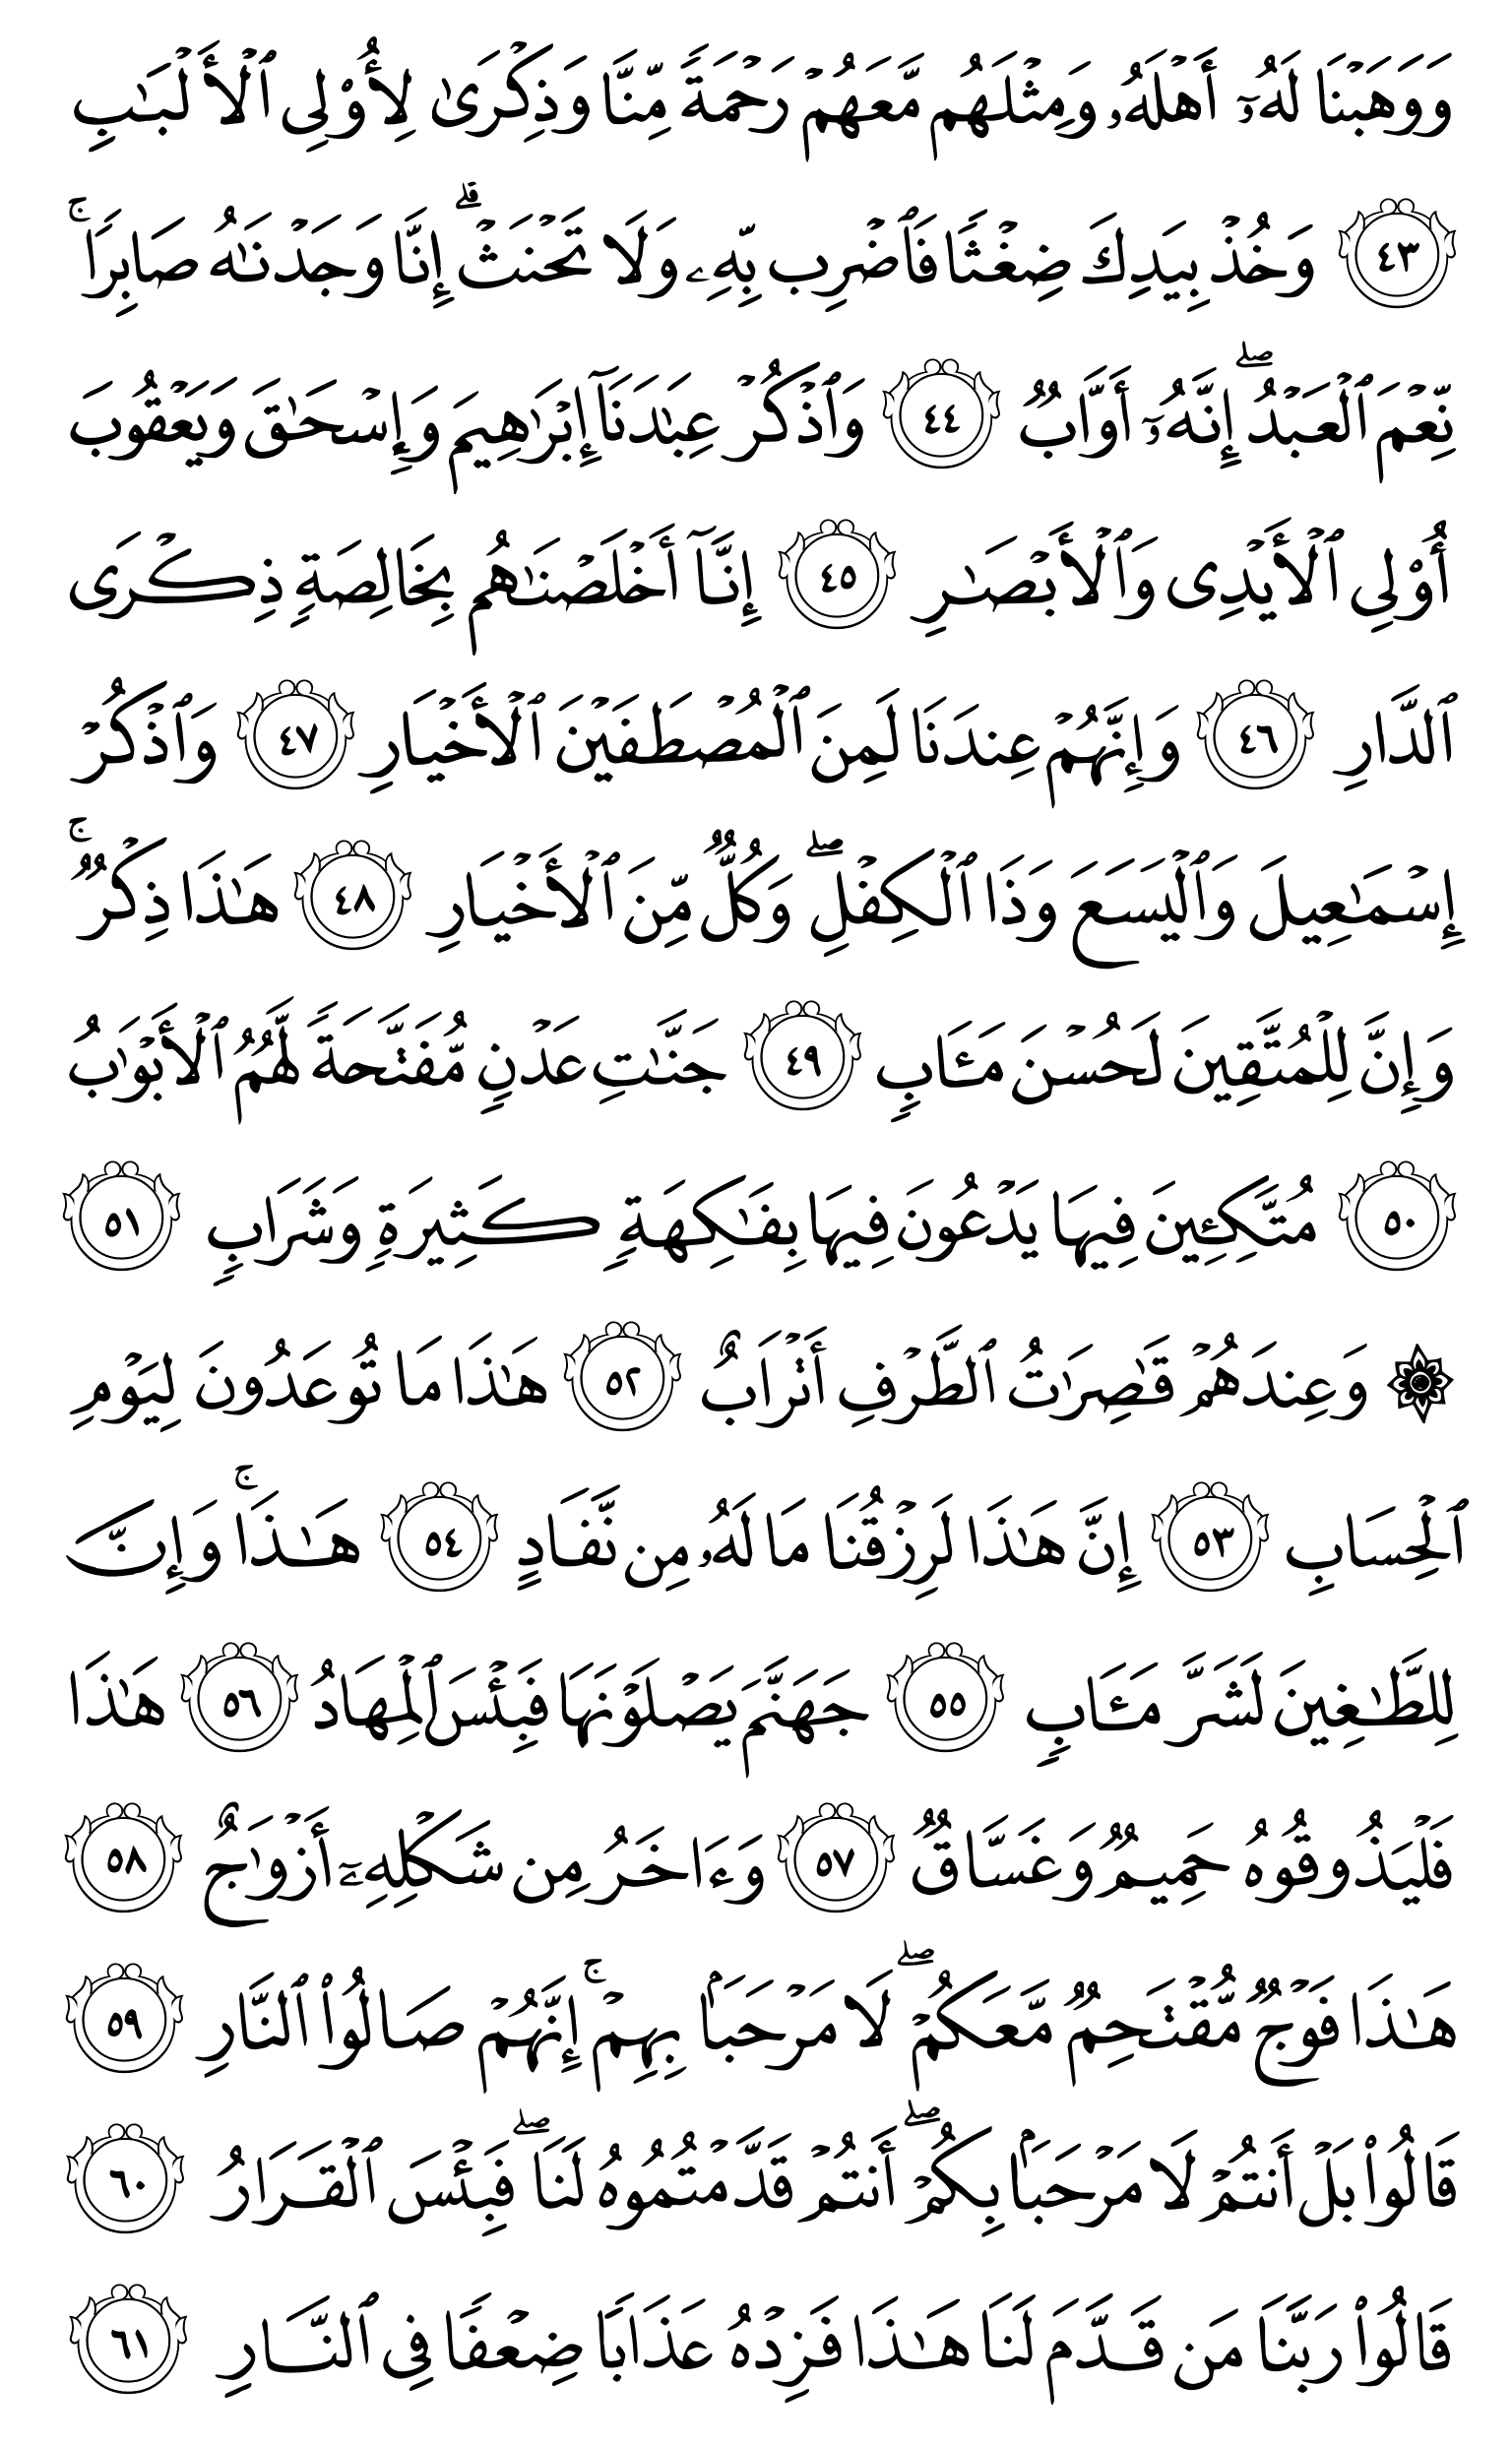 وَوَهَبۡنَا لَهُۥٓ أَهۡلَهُۥ وَمِثۡلَهُم مَّعَهُمۡ رَحۡمَةٗ مِّنَّا وَذِكۡرَىٰ لِأُوْلِي ٱلۡأَلۡبَٰبِ
٤٣ وَخُذۡ بِيَدِكَ ضِغۡثٗا فَٱضۡرِب بِّهِۦ وَلَا تَحۡنَثۡۗ إِنَّا وَجَدۡنَٰهُ صَابِرٗاۚ
نِّعۡمَ ٱلۡعَبۡدُ إِنَّهُۥٓ أَوَّابٞ ٤٤ وَٱذۡكُرۡ عِبَٰدَنَآ إِبۡرَٰهِيمَ وَإِسۡحَٰقَ وَيَعۡقُوبَ
أُوْلِي ٱلۡأَيۡدِي وَٱلۡأَبۡصَٰرِ ٤٥ إِنَّآ أَخۡلَصۡنَٰهُم بِخَالِصَةٖ ذِكۡرَى
ٱلدَّارِ ٤٦ وَإِنَّهُمۡ عِندَنَا لَمِنَ ٱلۡمُصۡطَفَيۡنَ ٱلۡأَخۡيَارِ ٤٧ وَٱذۡكُرۡ
إِسۡمَٰعِيلَ وَٱلۡيَسَعَ وَذَا ٱلۡكِفۡلِۖ وَكُلّٞ مِّنَ ٱلۡأَخۡيَارِ ٤٨ هَٰذَا ذِكۡرٞۚ
وَإِنَّ لِلۡمُتَّقِينَ لَحُسۡنَ مَـَٔابٖ ٤٩ جَنَّٰتِ عَدۡنٖ مُّفَتَّحَةٗ لَّهُمُ ٱلۡأَبۡوَٰبُ
٥٠ مُتَّكِـِٔينَ فِيهَا يَدۡعُونَ فِيهَا بِفَٰكِهَةٖ كَثِيرَةٖ وَشَرَابٖ ٥١
۞ وَعِندَهُمۡ قَٰصِرَٰتُ ٱلطَّرۡفِ أَتۡرَابٌ ٥٢ هَٰذَا مَا تُوعَدُونَ لِيَوۡمِ
ٱلۡحِسَابِ ٥٣ إِنَّ هَٰذَا لَرِزۡقُنَا مَا لَهُۥ مِن نَّفَادٍ ٥٤ هَٰذَاۚ وَإِنَّ
لِلطَّٰغِينَ لَشَرَّ مَـَٔابٖ ٥٥ جَهَنَّمَ يَصۡلَوۡنَهَا فَبِئۡسَ ٱلۡمِهَادُ ٥٦ هَٰذَا
فَلۡيَذُوقُوهُ حَمِيمٞ وَغَسَّاقٞ ٥٧ وَءَاخَرُ مِن شَكۡلِهِۦٓ أَزۡوَٰجٌ ٥٨
هَٰذَا فَوۡجٞ مُّقۡتَحِمٞ مَّعَكُمۡۖ لَا مَرۡحَبَۢا بِهِمۡۚ إِنَّهُمۡ صَالُواْ ٱلنَّارِ ٥٩
قَالُواْ بَلۡ أَنتُمۡ لَا مَرۡحَبَۢا بِكُمۡۖ أَنتُمۡ قَدَّمۡتُمُوهُ لَنَاۖ فَبِئۡسَ ٱلۡقَرَارُ ٦٠
قَالُواْ رَبَّنَا مَن قَدَّمَ لَنَا هَٰذَا فَزِدۡهُ عَذَابٗا ضِعۡفٗا فِي ٱلنَّارِ ٦١